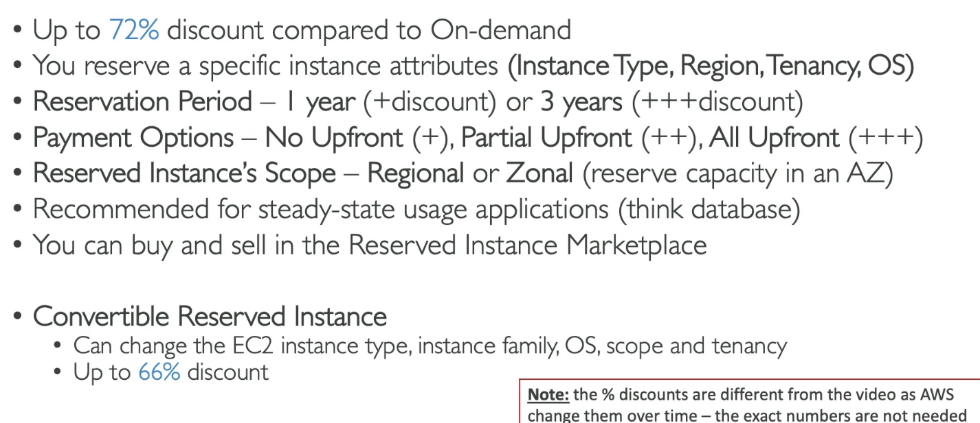 • Up to 72% discount compared to On-demand
• You reserve a specific instance attributes (Instance Type, Region, Tenancy, OS)
• Reservation Period – 1 year (+discount) or 3 years (+++discount)
• Payment Options – No Upfront (+), Partial Upfront (++), All Upfront (+++)
• Reserved Instance's Scope – Regional or Zonal (reserve capacity in an AZ)
• Recommended for steady-state usage applications (think database)
• You can buy and sell in the Reserved Instance Marketplace
• Convertible Reserved Instance
• Can change the EC2 instance type, instance family, OS, scope and tenancy
• Up to 66% discount
Note: the % discounts are different from the video as AWS
change them over time – the exact numbers are not needed